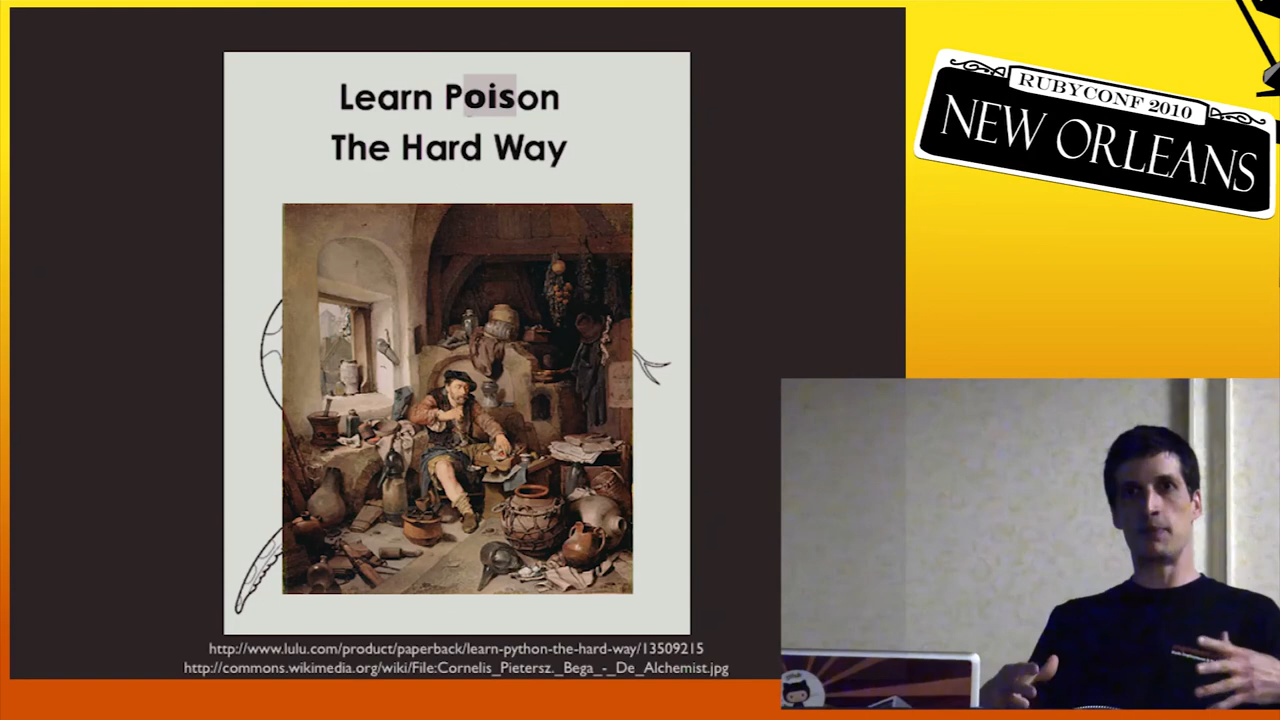 Learn Poison
The Hard Way
http://www.lulu.com/product/paperback/learn-python-the-hard-way/13509215
http://commons.wikimedia.org/wiki/File:Cornelis_Pietersz._Bega_-_De_Alchemist.jpg
RUBYCONF 2010
NEW ORLEANS
github